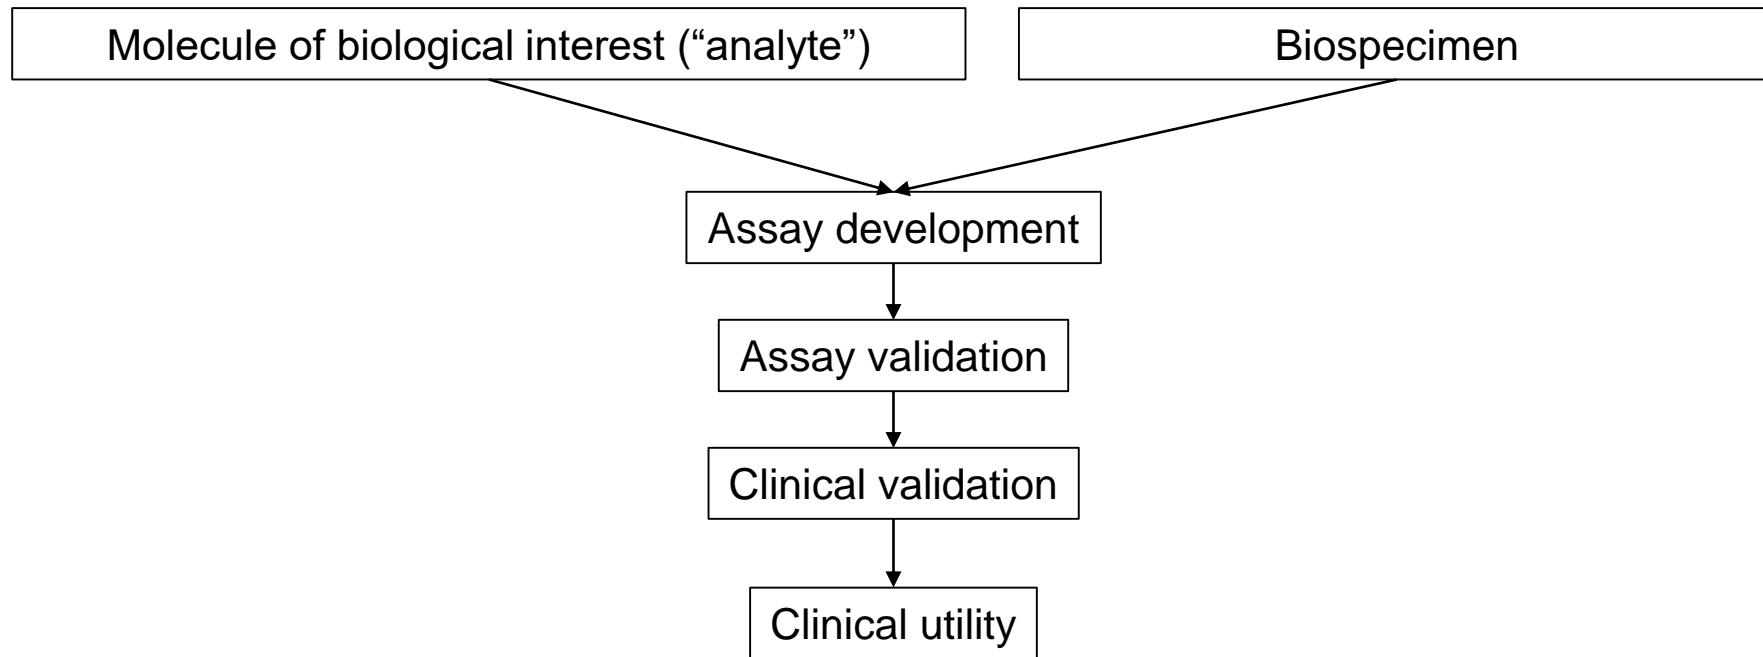 Molecule of biological interest (“analyte”)
Biospecimen
Assay development
Assay validation
Clinical validation
Clinical utility